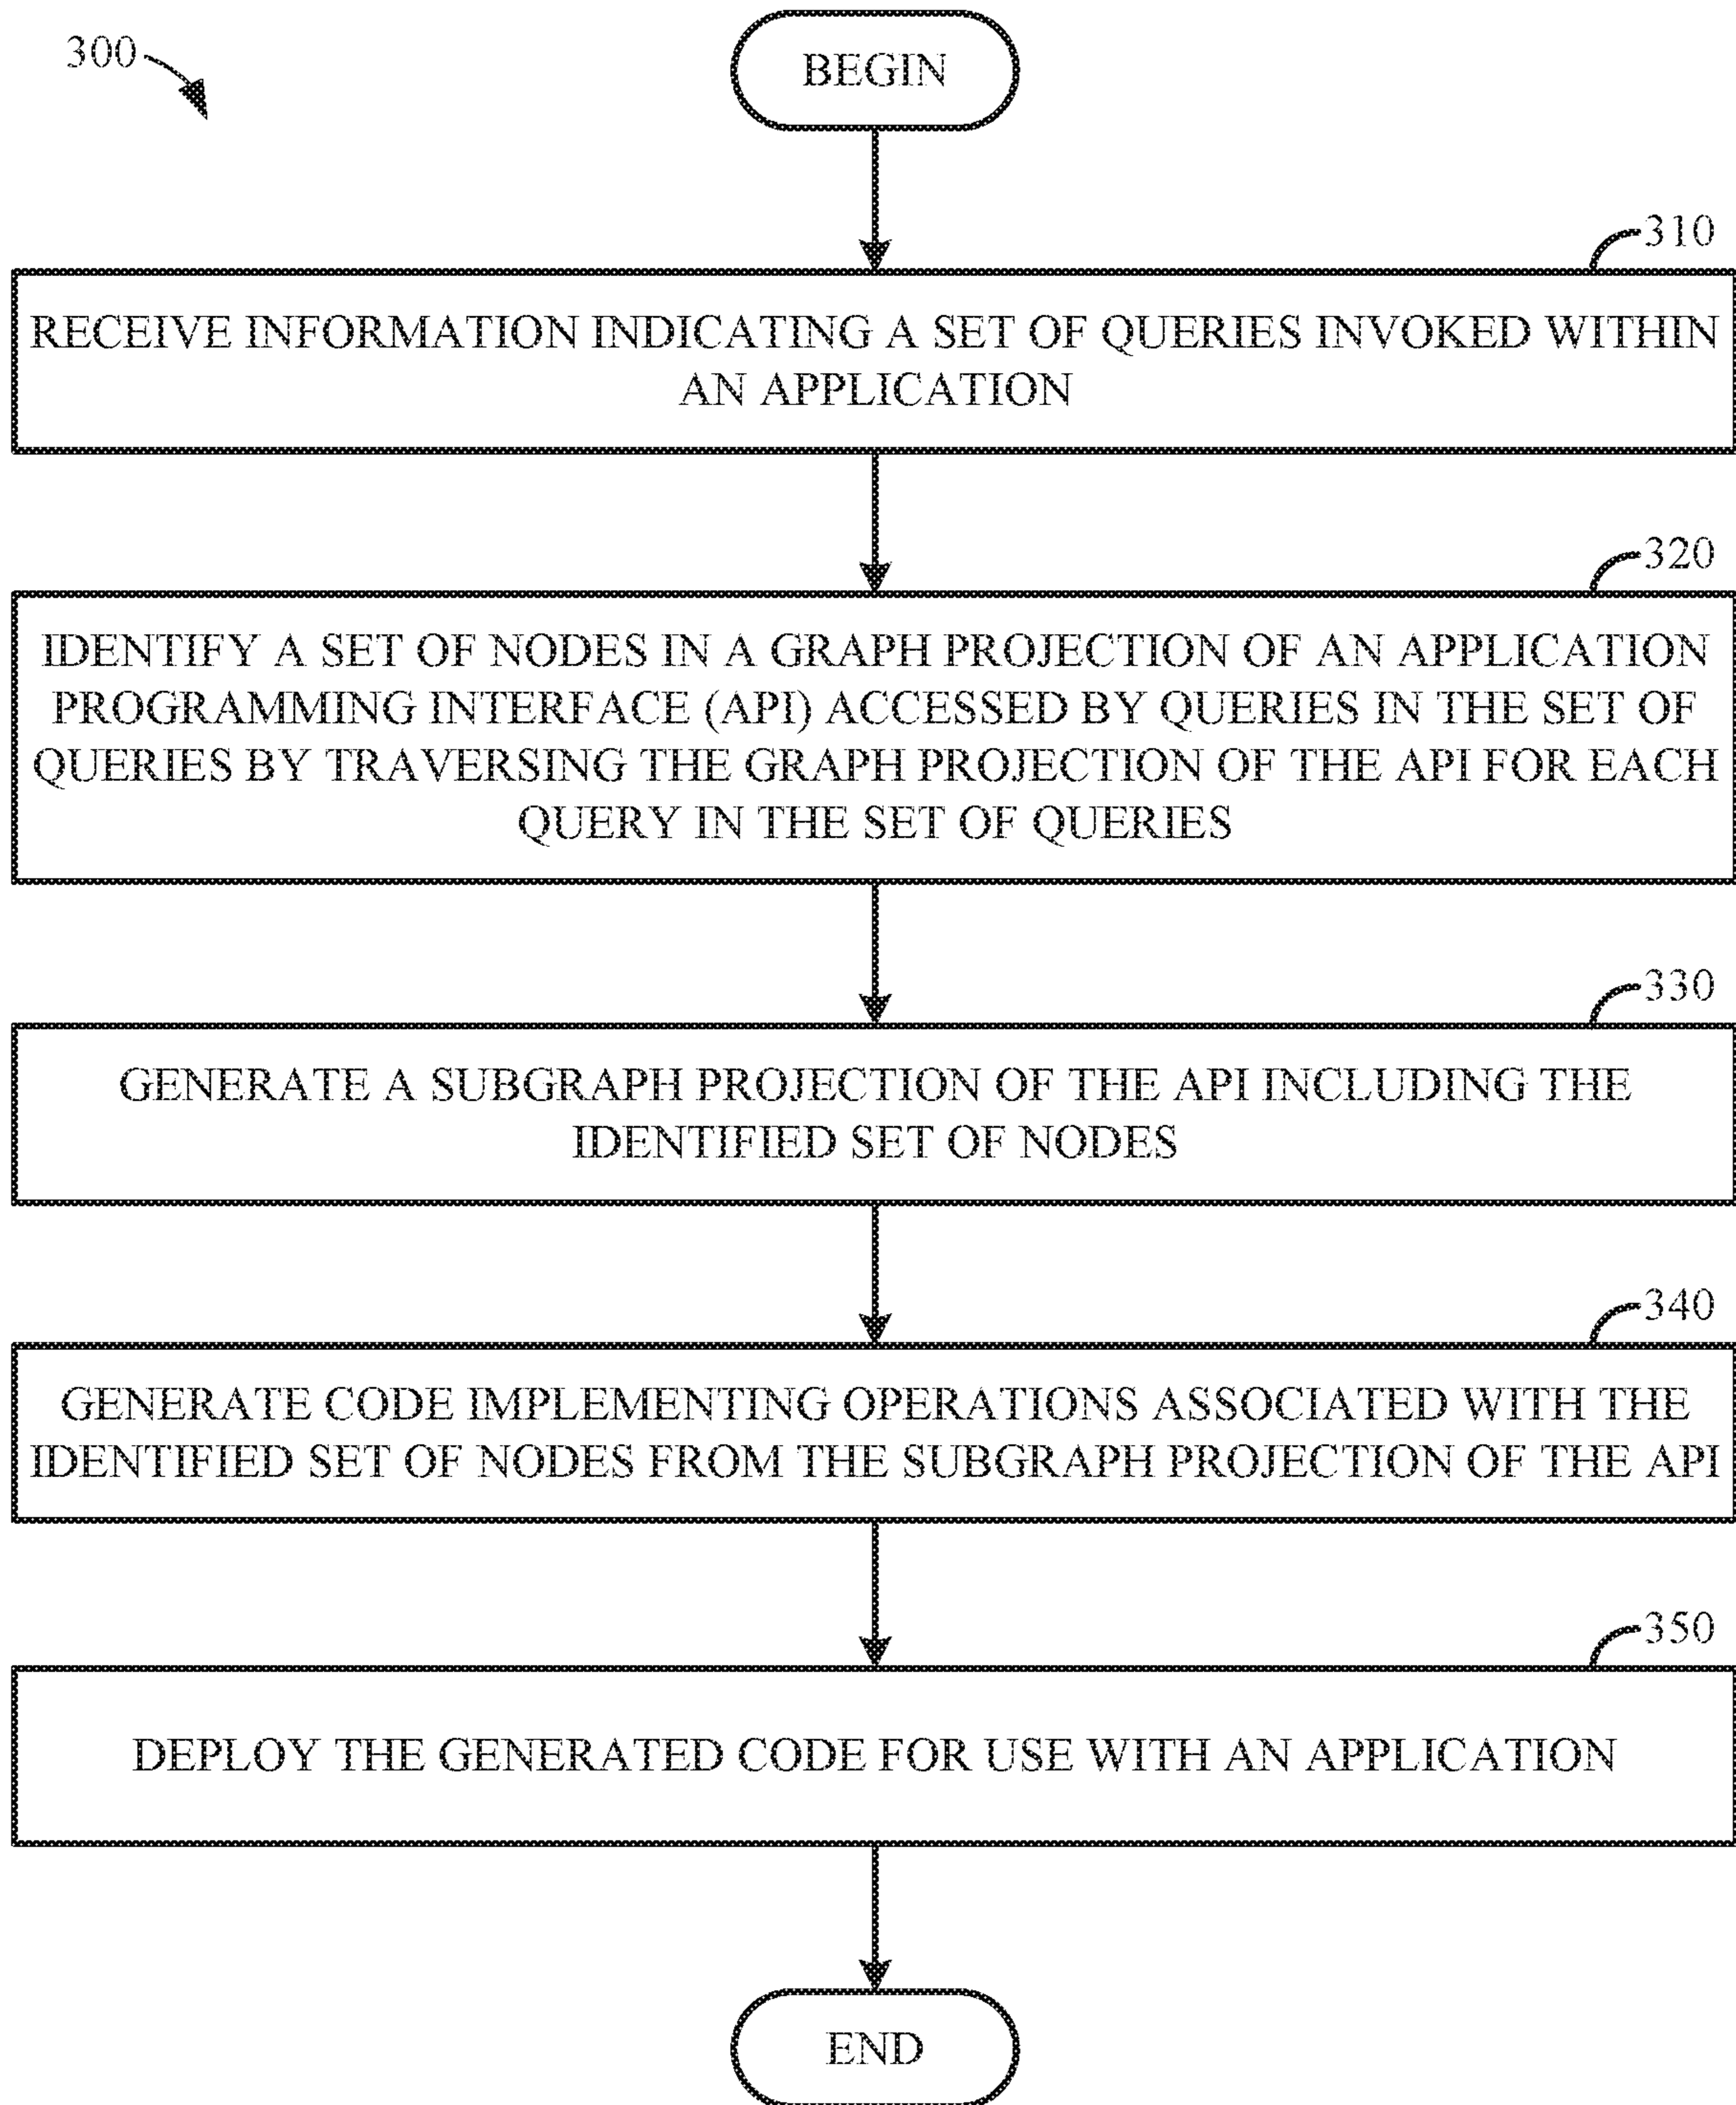 300
BEGIN
310
RECEIVE INFORMATION INDICATING A SET OF QUERIES INVOKED WITHIN
AN APPLICATION
320
IDENTIFY A SET OF NODES IN A GRAPH PROJECTION OF AN APPLICATION
PROGRAMMING INTERFACE (API) ACCESSED BY QUERIES IN THE SET OF
QUERIES BY TRAVERSING THE GRAPH PROJECTION OF THE API FOR EACH
QUERY IN THE SET OF QUERIES
330
GENERATE A SUBGRAPH PROJECTION OF THE API INCLUDING THE
IDENTIFIED SET OF NODES
340
GENERATE CODE IMPLEMENTING OPERATIONS ASSOCIATED WITH THE
IDENTIFIED SET OF NODES FROM THE SUBGRAPH PROJECTION OF THE API
350
DEPLOY THE GENERATED CODE FOR USE WITH AN APPLICATION
END